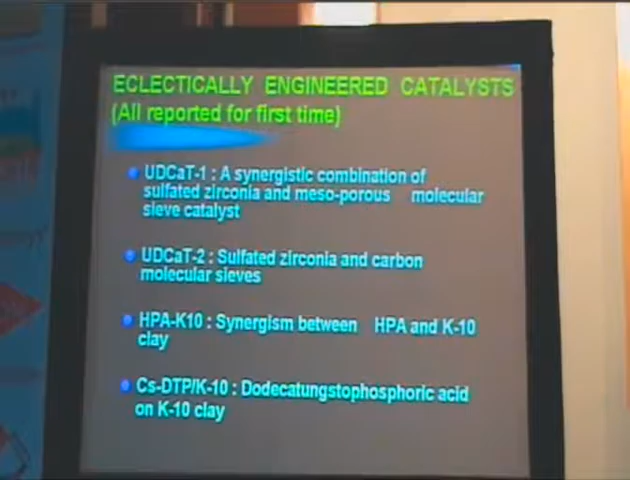 ECLECTICALLY ENGINEERED CATALYSTS
(All reported for first time)
UDCaT-1 : A synergistic combination of
sulfated zirconia and meso-porous molecular
sieve catalyst
UDCaT-2 : Sulfated zirconia and carbon
molecular sieves
HPA-K10 : Synergism between HPA and K-10
clay
Cs-DTP/K-10 : Dodecatungstophosphoric acid
on K-10 clay